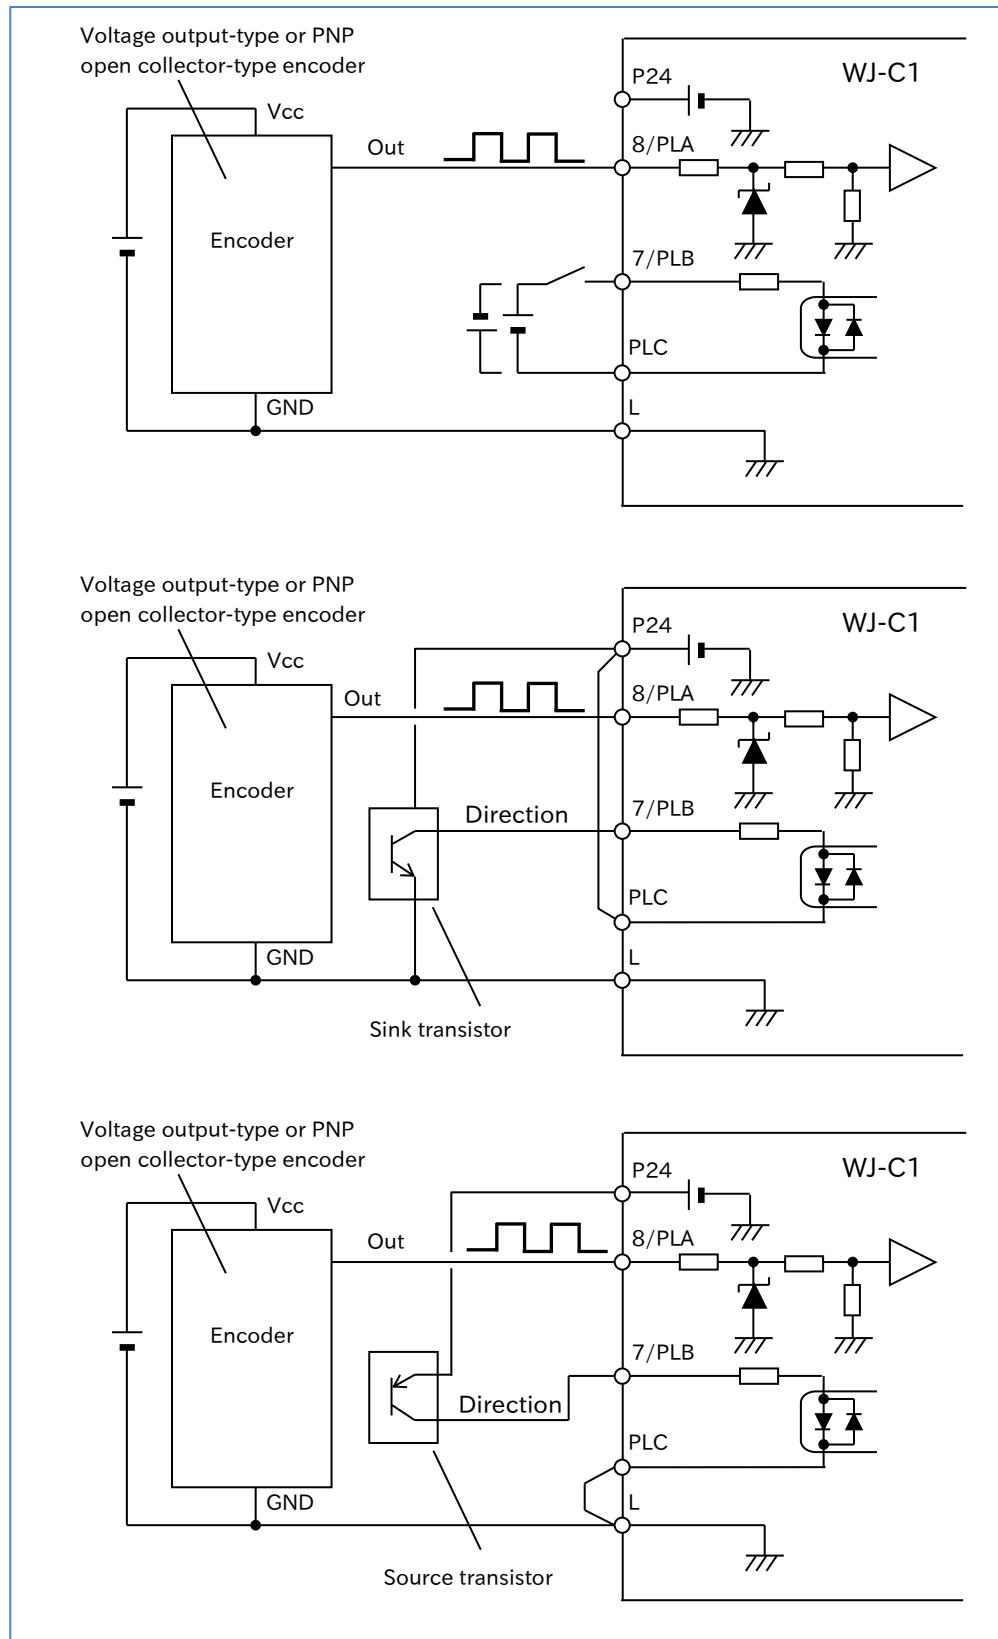 Voltage output-type or PNP
open collector-type encoder
WJ-C1
P24
Vcc
Out
8/PLA
Encoder
7/PLB
PLC
GND
L
Voltage output-type or PNP
open collector-type encoder
WJ-C1
P24
Vcc
Out
8/PLA
Encoder
Direction
7/PLB
PLC
GND
L
Sink transistor
Voltage output-type or PNP
open collector-type encoder
WJ-C1
P24
Vcc
Out
8/PLA
Encoder
7/PLB
Direction
PLC
GND
L
Source transistor